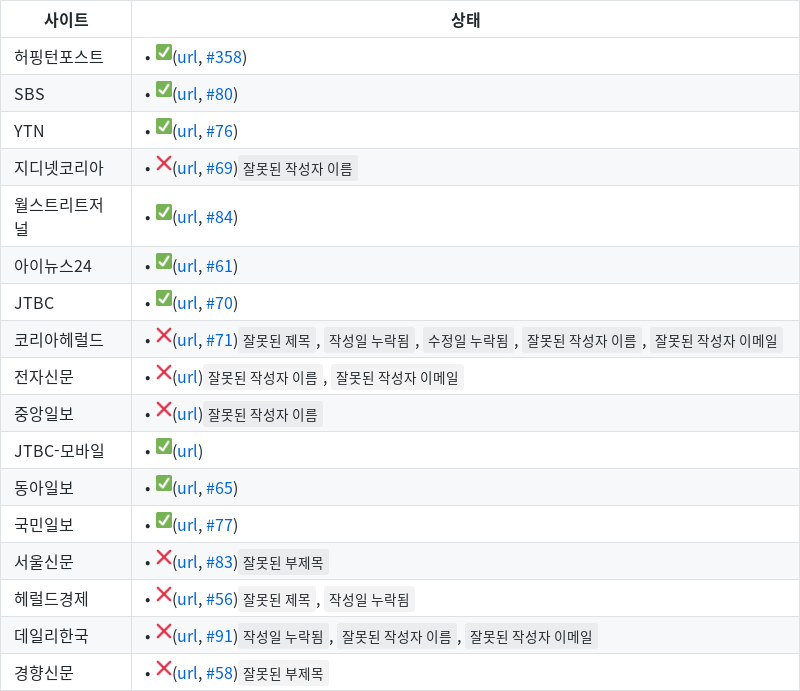 사이트 상태
허핑턴포스트 • ✅(url, #358)
SBS • ✅(url, #80)
YTN • ✅(url, #76)
지디넷코리아 • ❌(url, #69) 잘못된 작성자 이름
월스트리트저
널 • ✅(url, #84)
아이뉴스24 • ✅(url, #61)
JTBC • ✅(url, #70)
코리아헤럴드 • ❌(url, #71) 잘못된 제목 , 작성일 누락됨 , 수정일 누락됨 , 잘못된 작성자 이름 , 잘못된 작성자 이메일
전자신문 • ❌(url) 잘못된 작성자 이름 , 잘못된 작성자 이메일
중앙일보 • ❌(url) 잘못된 작성자 이름
JTBC-모바일 • ✅(url)
동아일보 • ✅(url, #65)
국민일보 • ✅(url, #77)
서울신문 • ❌(url, #83) 잘못된 부제목
헤럴드경제 • ❌(url, #56) 잘못된 제목 , 작성일 누락됨
데일리한국 • ❌(url, #91) 작성일 누락됨 , 잘못된 작성자 이름 , 잘못된 작성자 이메일
경향신문 • ❌(url, #58) 잘못된 부제목